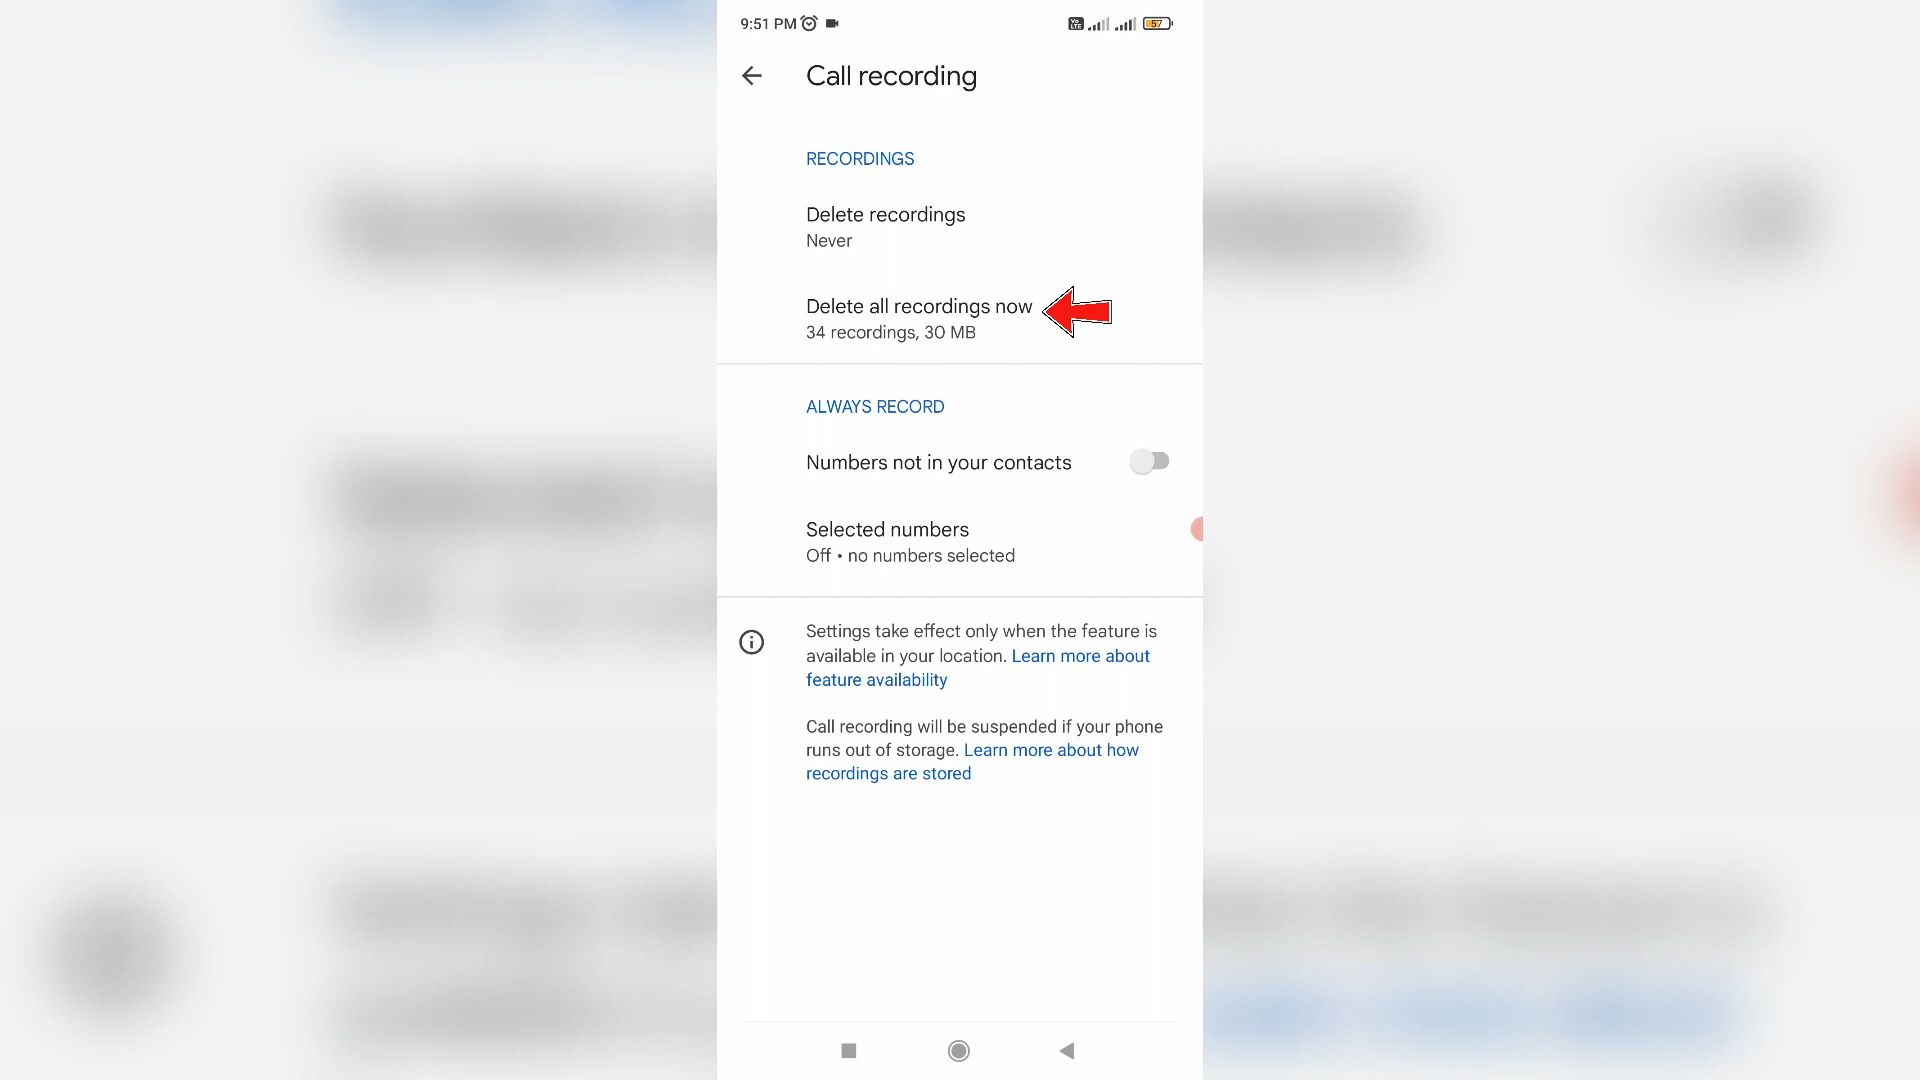 9:51 PM
Vo LTE
57
Call recording
RECORDINGS
Delete recordings
Never
Delete all recordings now
34 recordings, 30 MB
ALWAYS RECORD
Numbers not in your contacts
Selected numbers
Off • no numbers selected
Settings take effect only when the feature is
available in your location. Learn more about
feature availability
Call recording will be suspended if your phone
runs out of storage. Learn more about how
recordings are stored